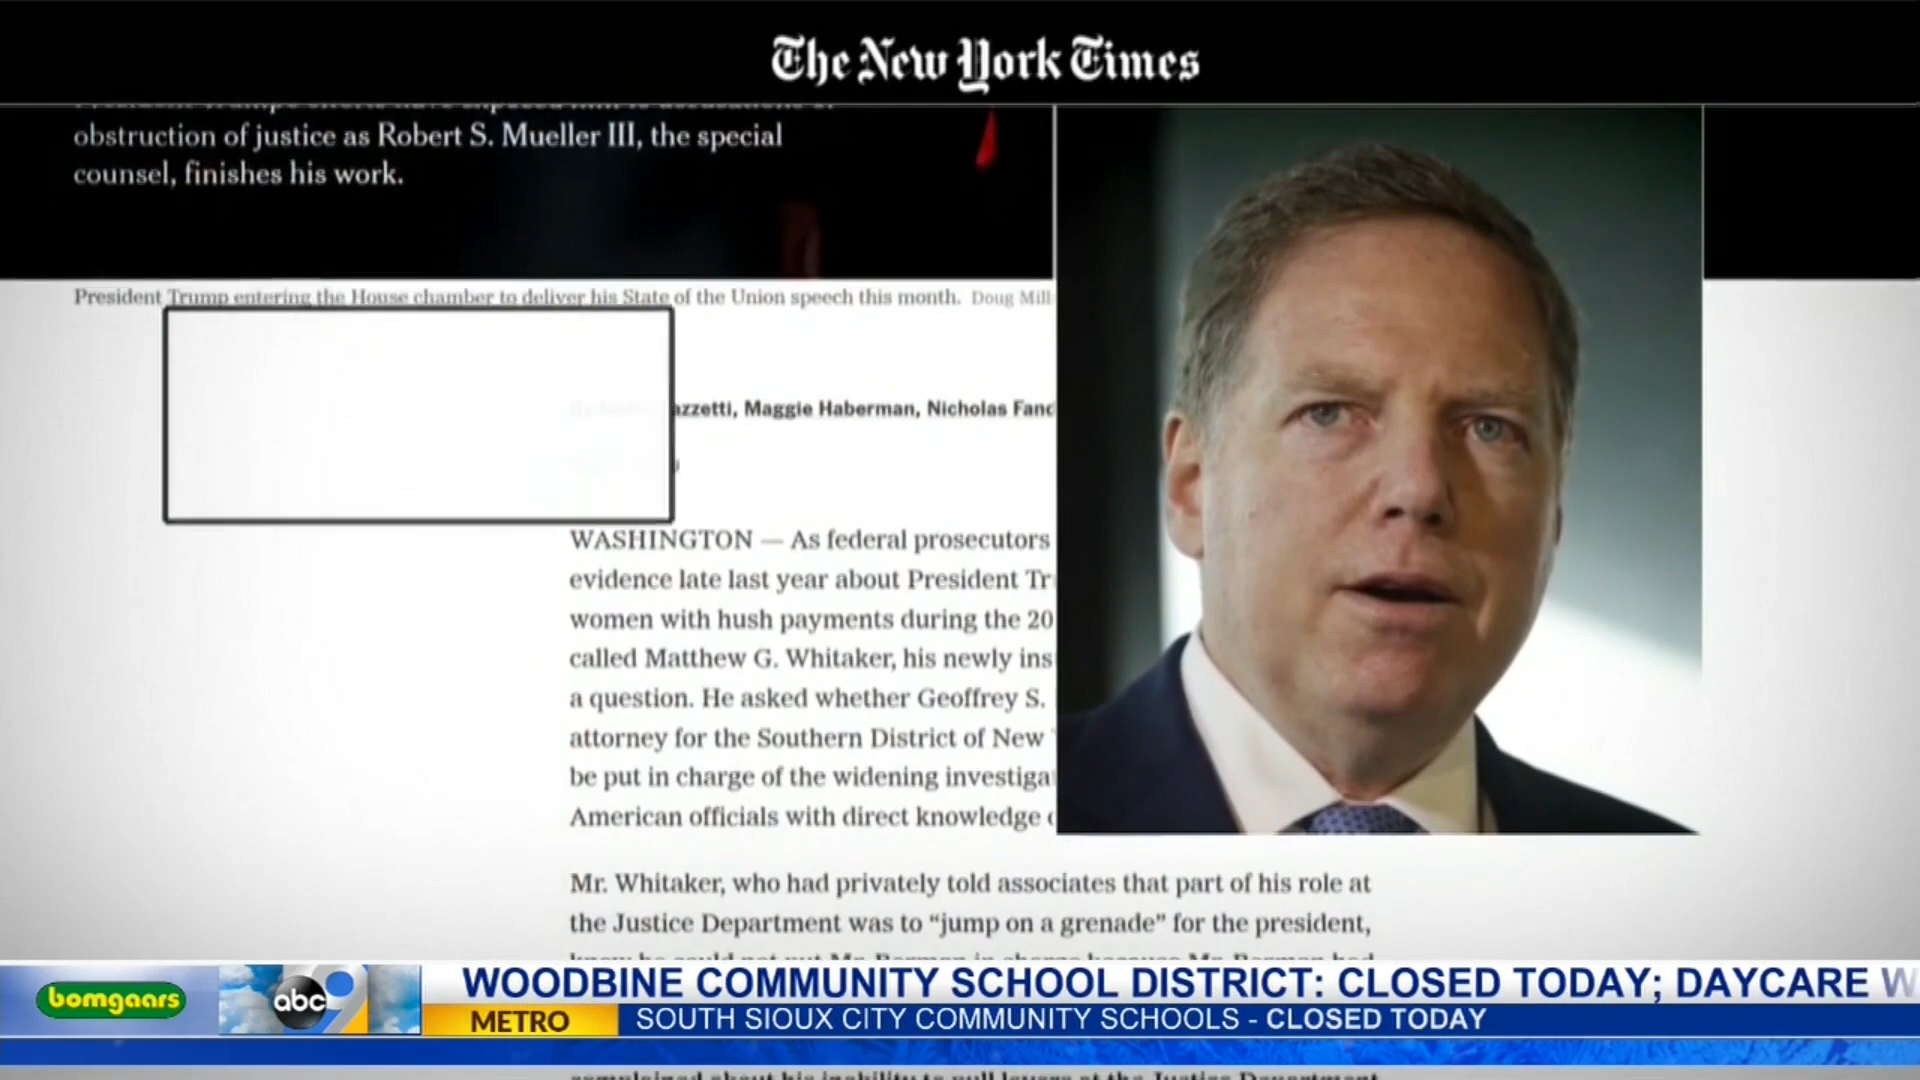 The New York Times
obstruction of justice as Robert S. Mueller III, the special
counsel, finishes his work.
President Trump entering the House chamber to deliver his State of the Union speech this month. Doug Mill
azzetti, Maggie Haberman, Nicholas Fand
WASHINGTON — As federal prosecutors
evidence late last year about President Tr
women with hush payments during the 20
called Matthew G. Whitaker, his newly ins
a question. He asked whether Geoffrey S.
attorney for the Southern District of New
be put in charge of the widening investiga
American officials with direct knowledge
Mr. Whitaker, who had privately told associates that part of his role at
the Justice Department was to “jump on a grenade” for the president,
bomgaars
abc 9
WOODBINE COMMUNITY SCHOOL DISTRICT: CLOSED TODAY; DAYCARE W
METRO
SOUTH SIOUX CITY COMMUNITY SCHOOLS - CLOSED TODAY